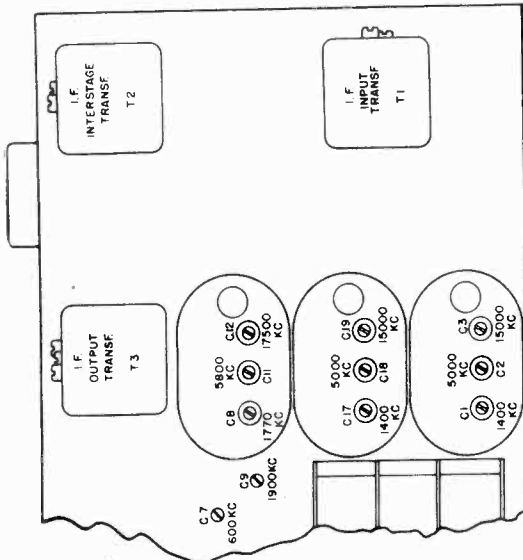 I.F.
INTERSTAGE
TRANSF.
T2
I.F.
INPUT
TRANSF.
T1
I.F.
OUTPUT
TRANSF.
T3
C12
17500
KC
5800
KC
C11
C8
1770
KC
C19
15000
KC
5000
KC
C18
C17
1400
KC
C3
15000
KC
5000
KC
C2
C1
1400
KC
C9
1900KC
C7
600KC